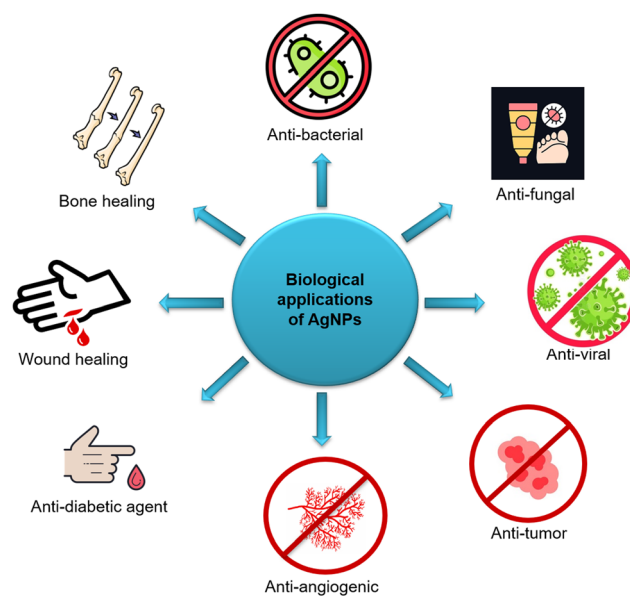 Anti-bacterial
Bone healing
Anti-fungal
Biological
applications
of AgNPs
Wound healing
Anti-viral
Anti-diabetic agent
Anti-tumor
Anti-angiogenic